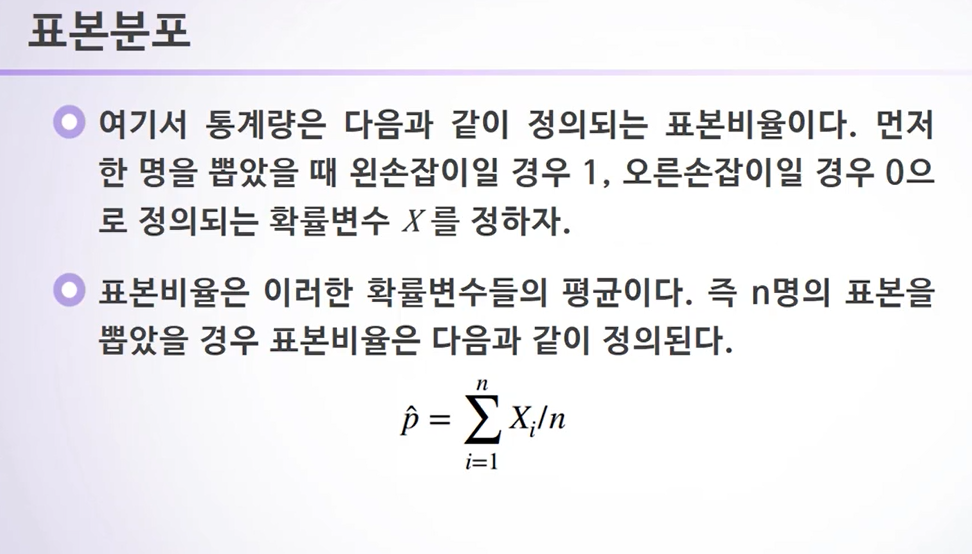 표본분포
여기서 통계량은 다음과 같이 정의되는 표본비율이다. 먼저
한 명을 뽑았을 때 왼손잡이일 경우 1, 오른손잡이일 경우 0으
로 정의되는 확률변수 X 를 정하자.
표본비율은 이러한 확률변수들의 평균이다. 즉 n명의 표본을
뽑았을 경우 표본비율은 다음과 같이 정의된다.
p̂ = ∑_{i=1}^{n} X_i/n